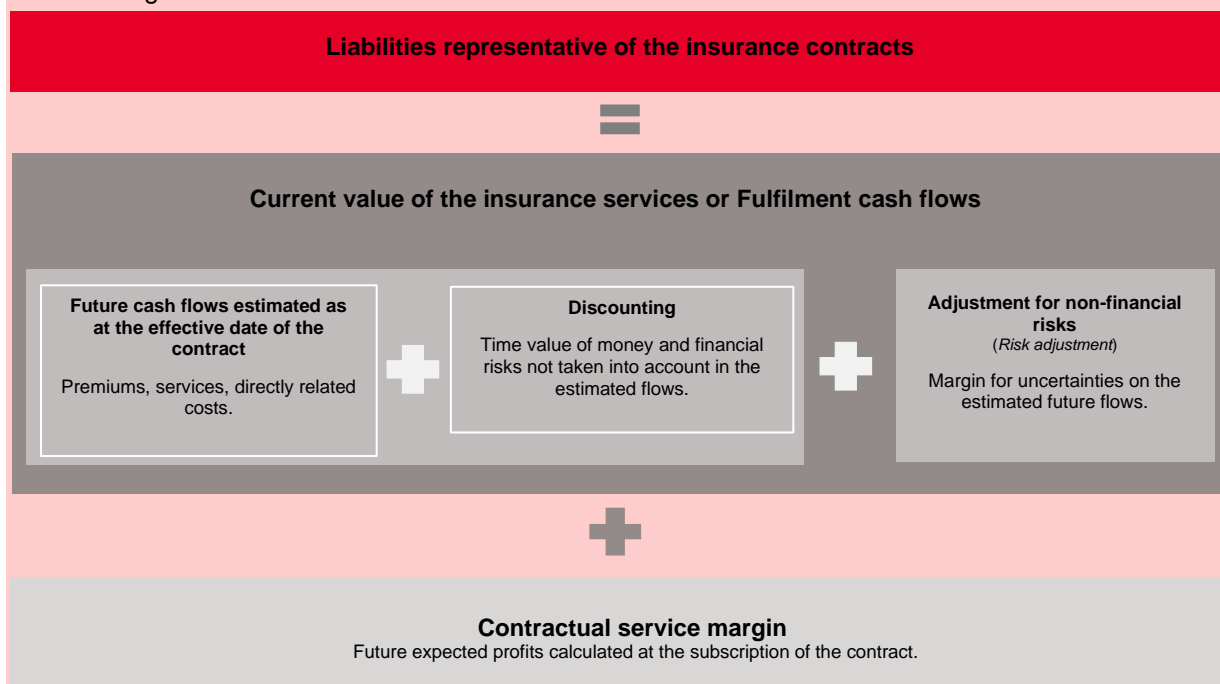 Liabilities representative of the insurance contracts
=
Current value of the insurance services or Fulfilment cash flows
Future cash flows estimated as
at the effective date of the
contract
Premiums, services, directly related
costs.
Discounting
Time value of money and financial
risks not taken into account in the
estimated flows.
Adjustment for non-financial
risks
(Risk adjustment)
Margin for uncertainties on the
estimated future flows.
Contractual service margin
Future expected profits calculated at the subscription of the contract.